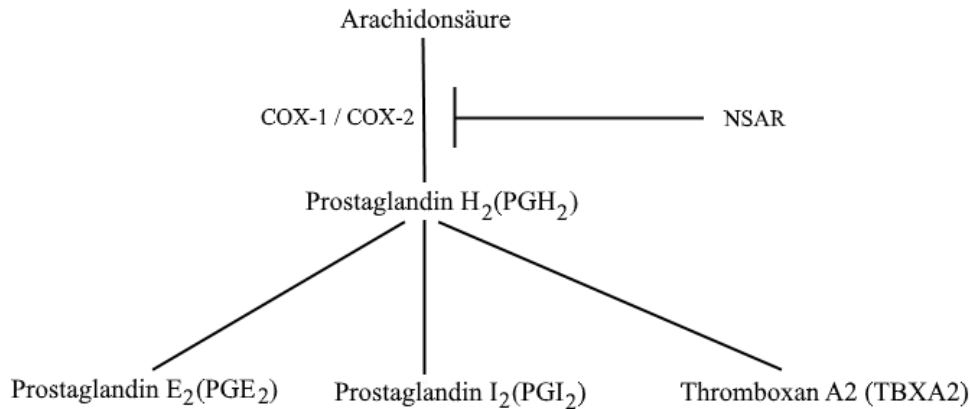 Arachidonsäure
COX-1 / COX-2
NSAR
Prostaglandin H₂(PGH₂)
Prostaglandin E₂(PGE₂)
Prostaglandin I₂(PGI₂)
Thromboxan A2 (TBXA2)